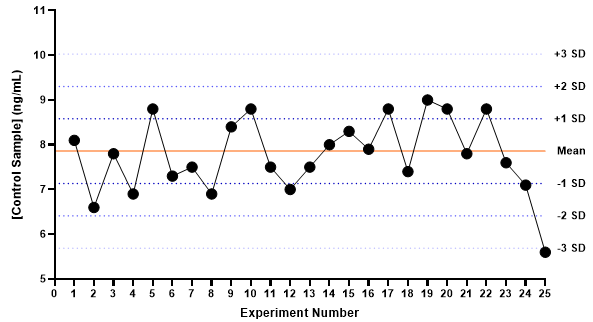 11
10
9
8
7
6
5
[Control Sample] (ng/mL)
+3 SD
+2 SD
+1 SD
Mean
-1 SD
-2 SD
-3 SD
0 1 2 3 4 5 6 7 8 9 10 11 12 13 14 15 16 17 18 19 20 21 22 23 24 25
Experiment Number